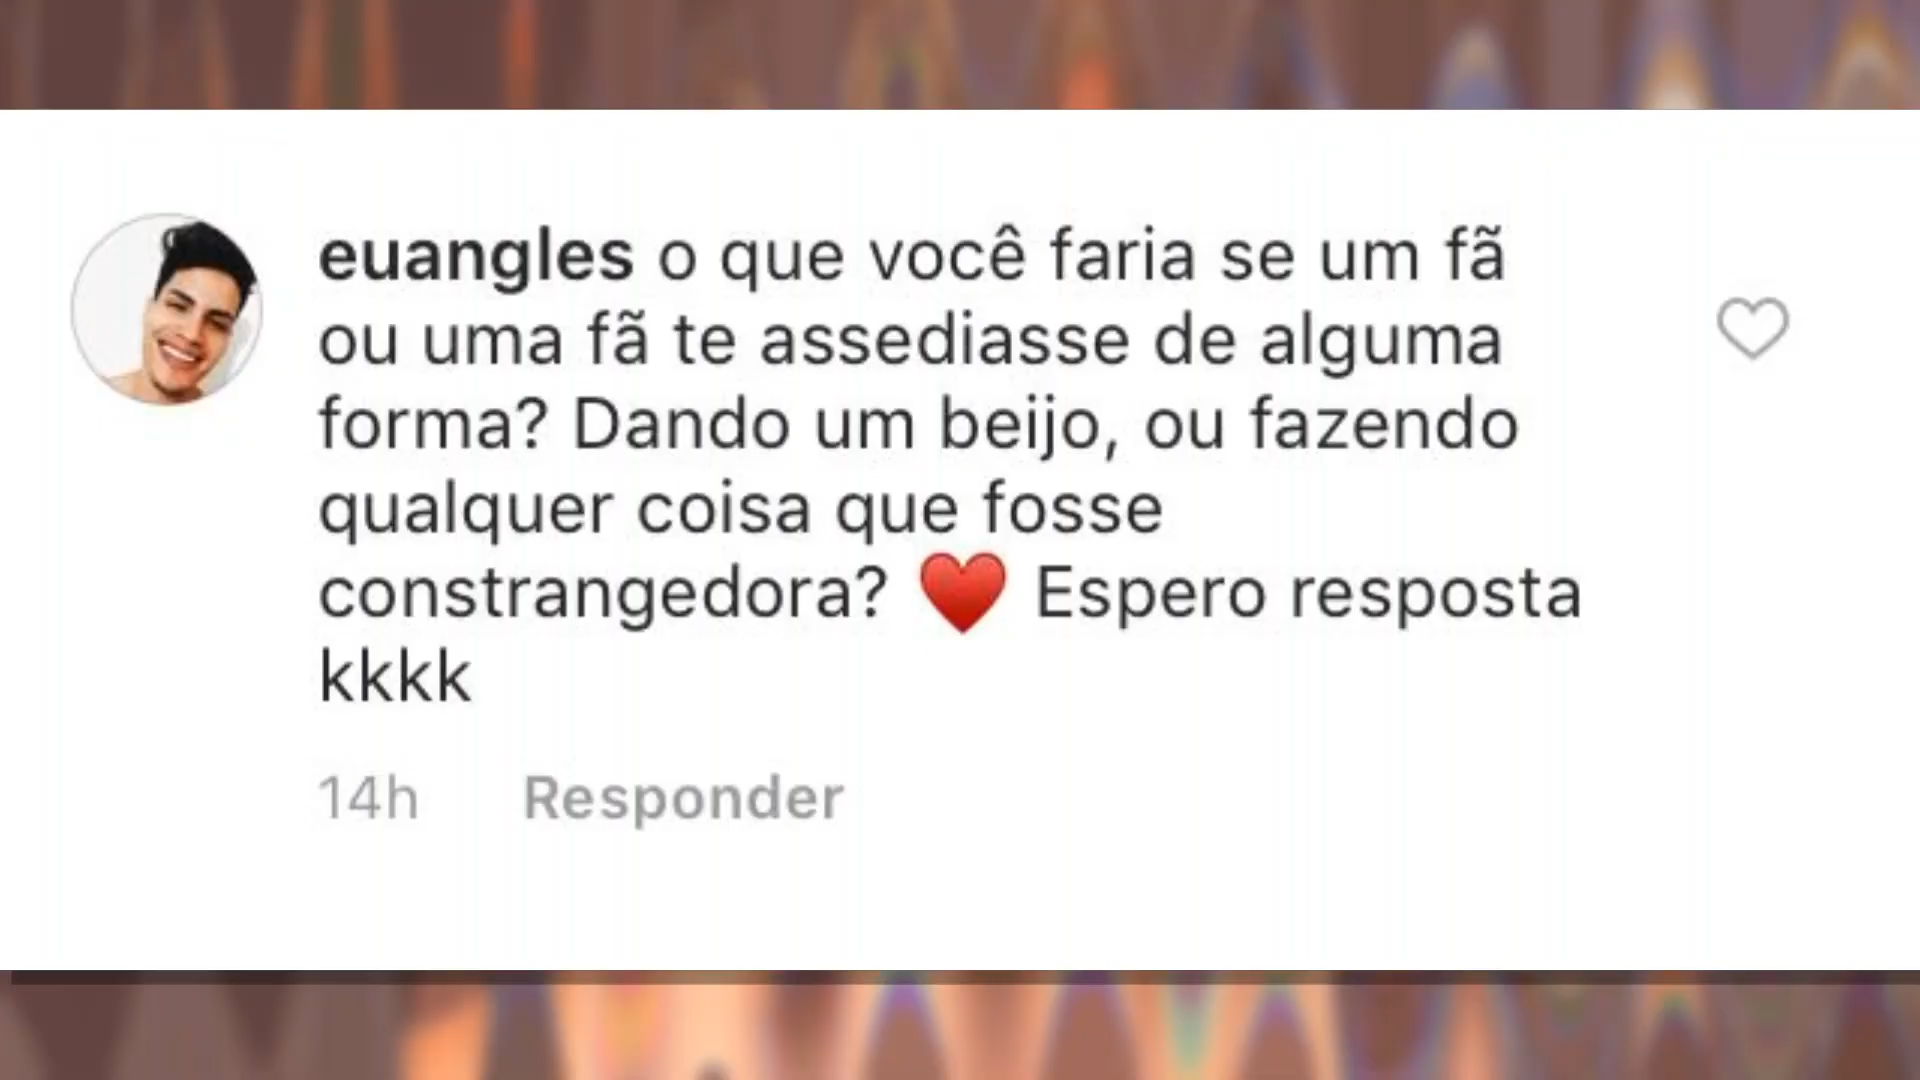 euangles o que você faria se um fã
ou uma fã te assediasse de alguma
forma? Dando um beijo, ou fazendo
qualquer coisa que fosse
constrangedora? ♥️ Espero resposta
kkkk
14h Responder